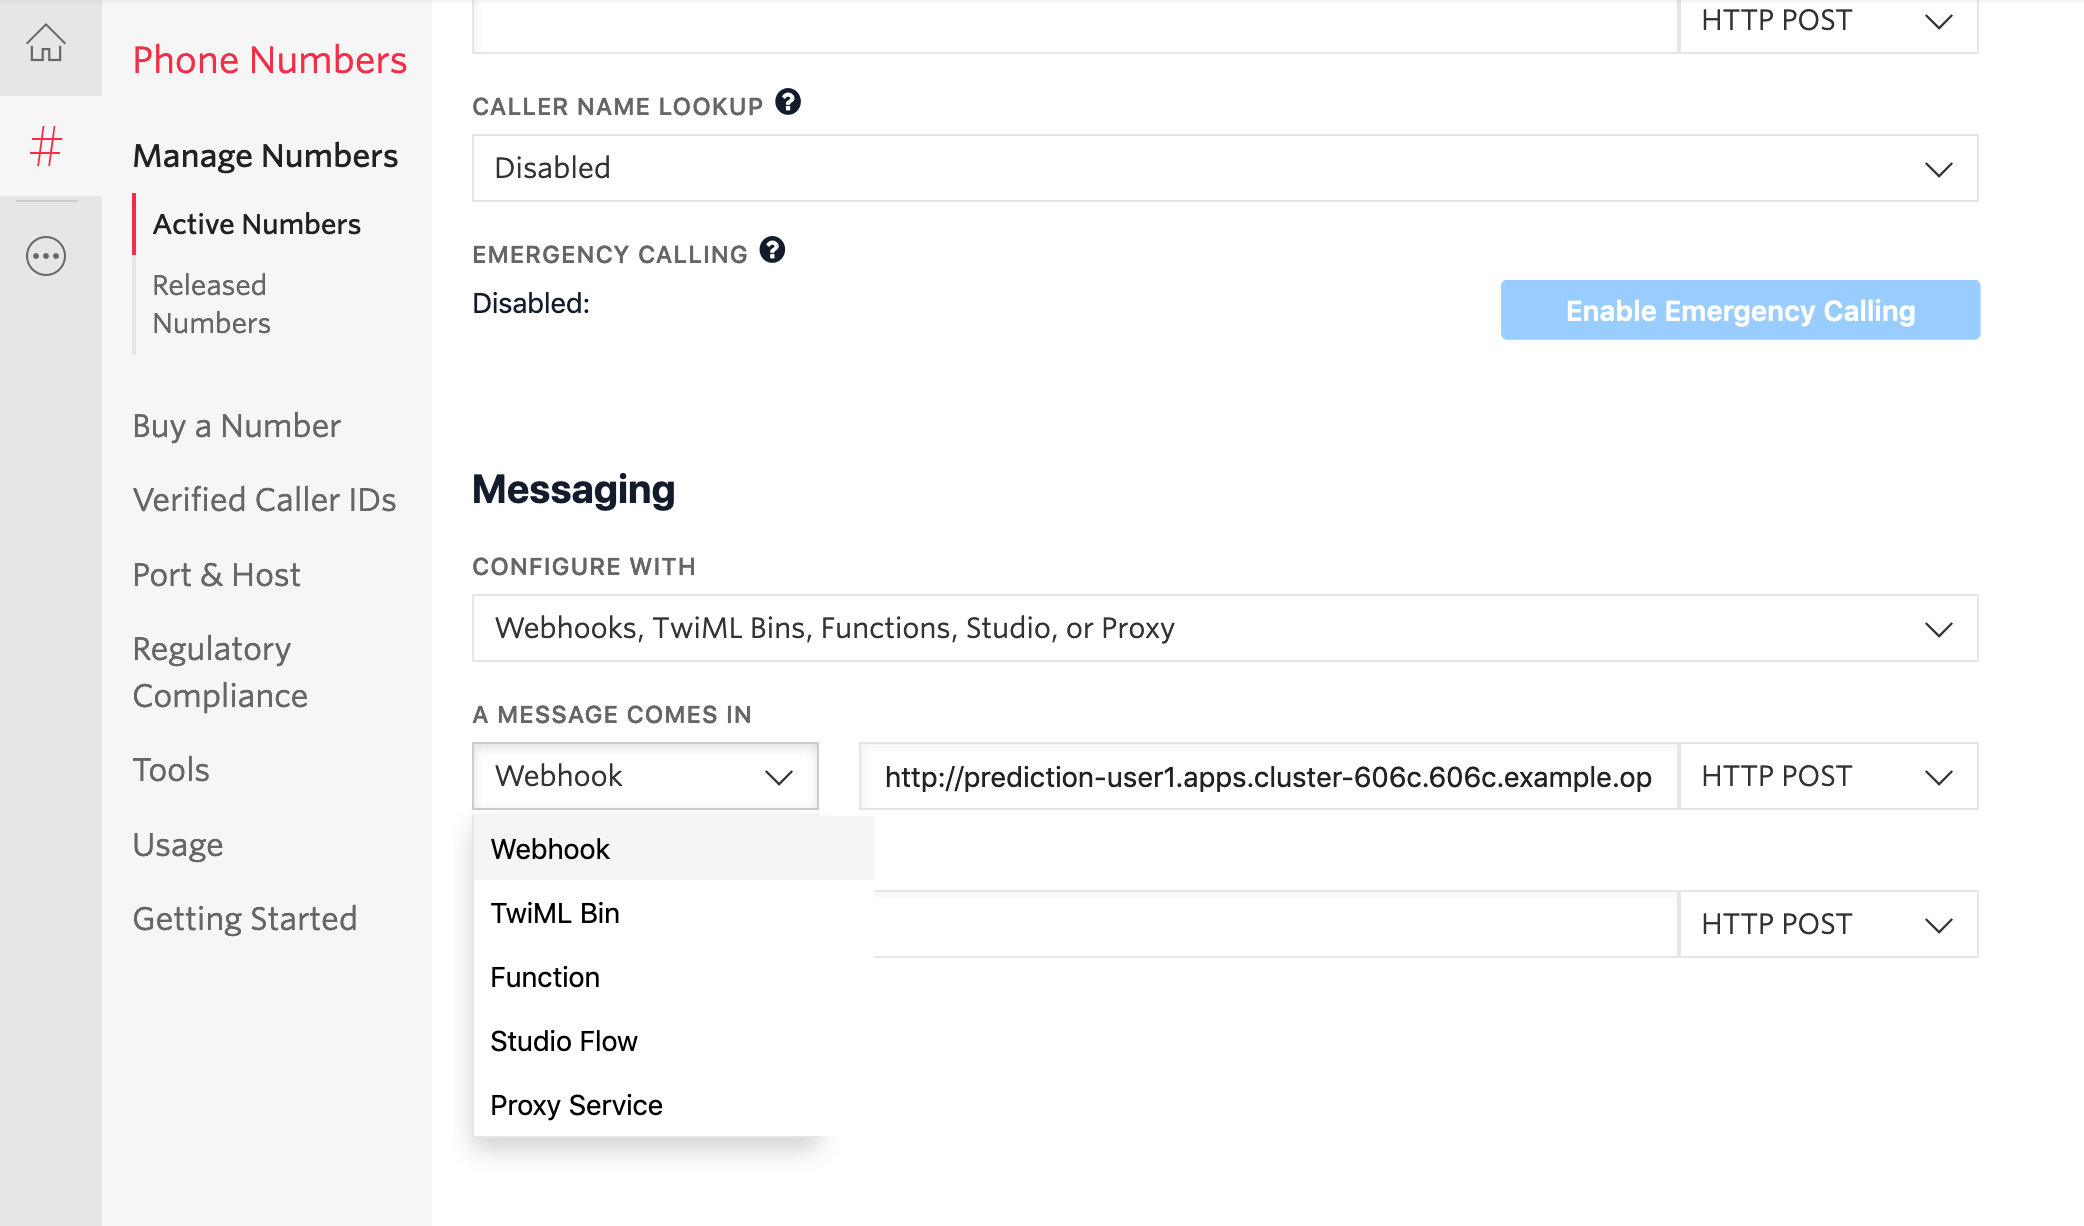 Phone Numbers
Manage Numbers
Active Numbers
Released
Numbers
Buy a Number
Verified Caller IDs
Port & Host
Regulatory
Compliance
Tools
Usage
Getting Started
HTTP POST
CALLER NAME LOOKUP ?
Disabled
EMERGENCY CALLING ?
Disabled:
Enable Emergency Calling
Messaging
CONFIGURE WITH
Webhooks, TwiML Bins, Functions, Studio, or Proxy
A MESSAGE COMES IN
Webhook http://prediction-user1.apps.cluster-606c.606c.example.op HTTP POST
Webhook
TwiML Bin
HTTP POST
Function
Studio Flow
Proxy Service